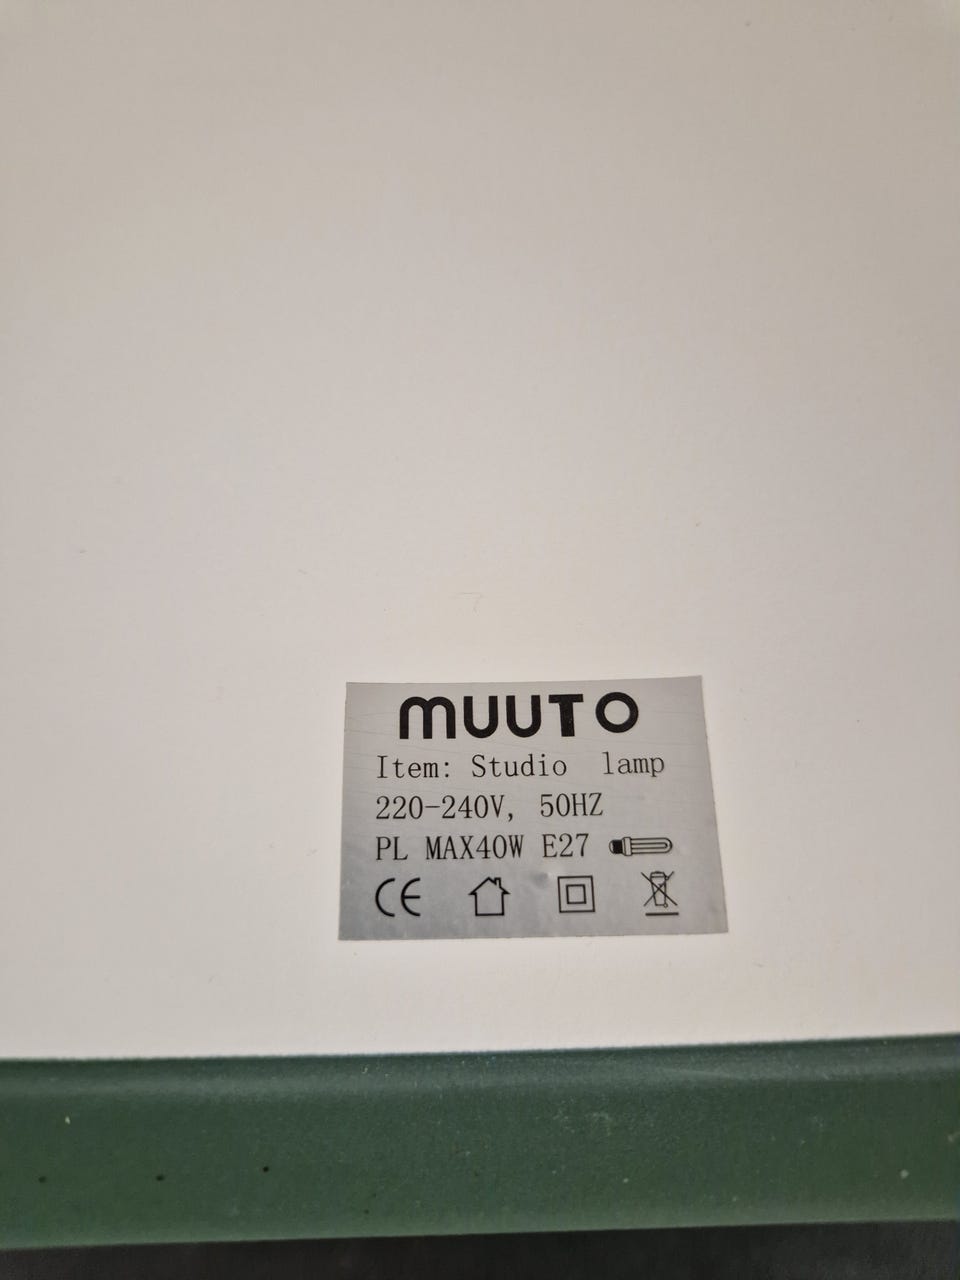 MUUTO
Item: Studio lamp
220-240V, 50HZ
PL MAX40W E27
CE